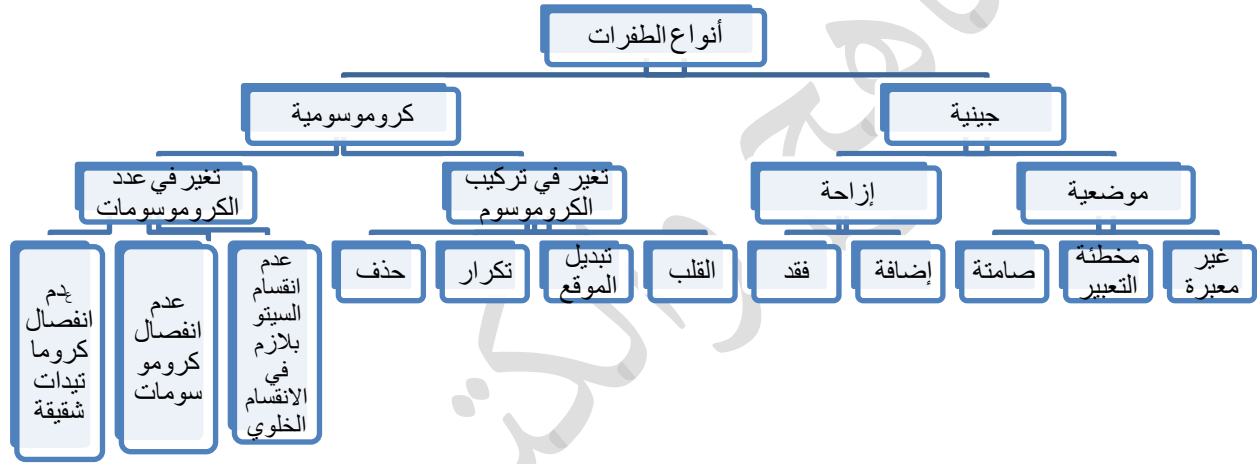 أنواع الطفرات
جينية
كروموسومية
موضعية
إزاحة
تغير في تركيب
الكروموسوم
تغير في عدد
الكروموسومات
غير
معبرة
مخطئة
التعبير
صامتة
إضافة
فقد
القلب
تبديل
الموقع
تكرار
حذف
عدم
انقسام
السيتو
بلازم
في
الانقسام
الخلوي
عدم
انفصال
كرومو
سومات
عدم
انفصال
كروما
تيدات
شقيقة